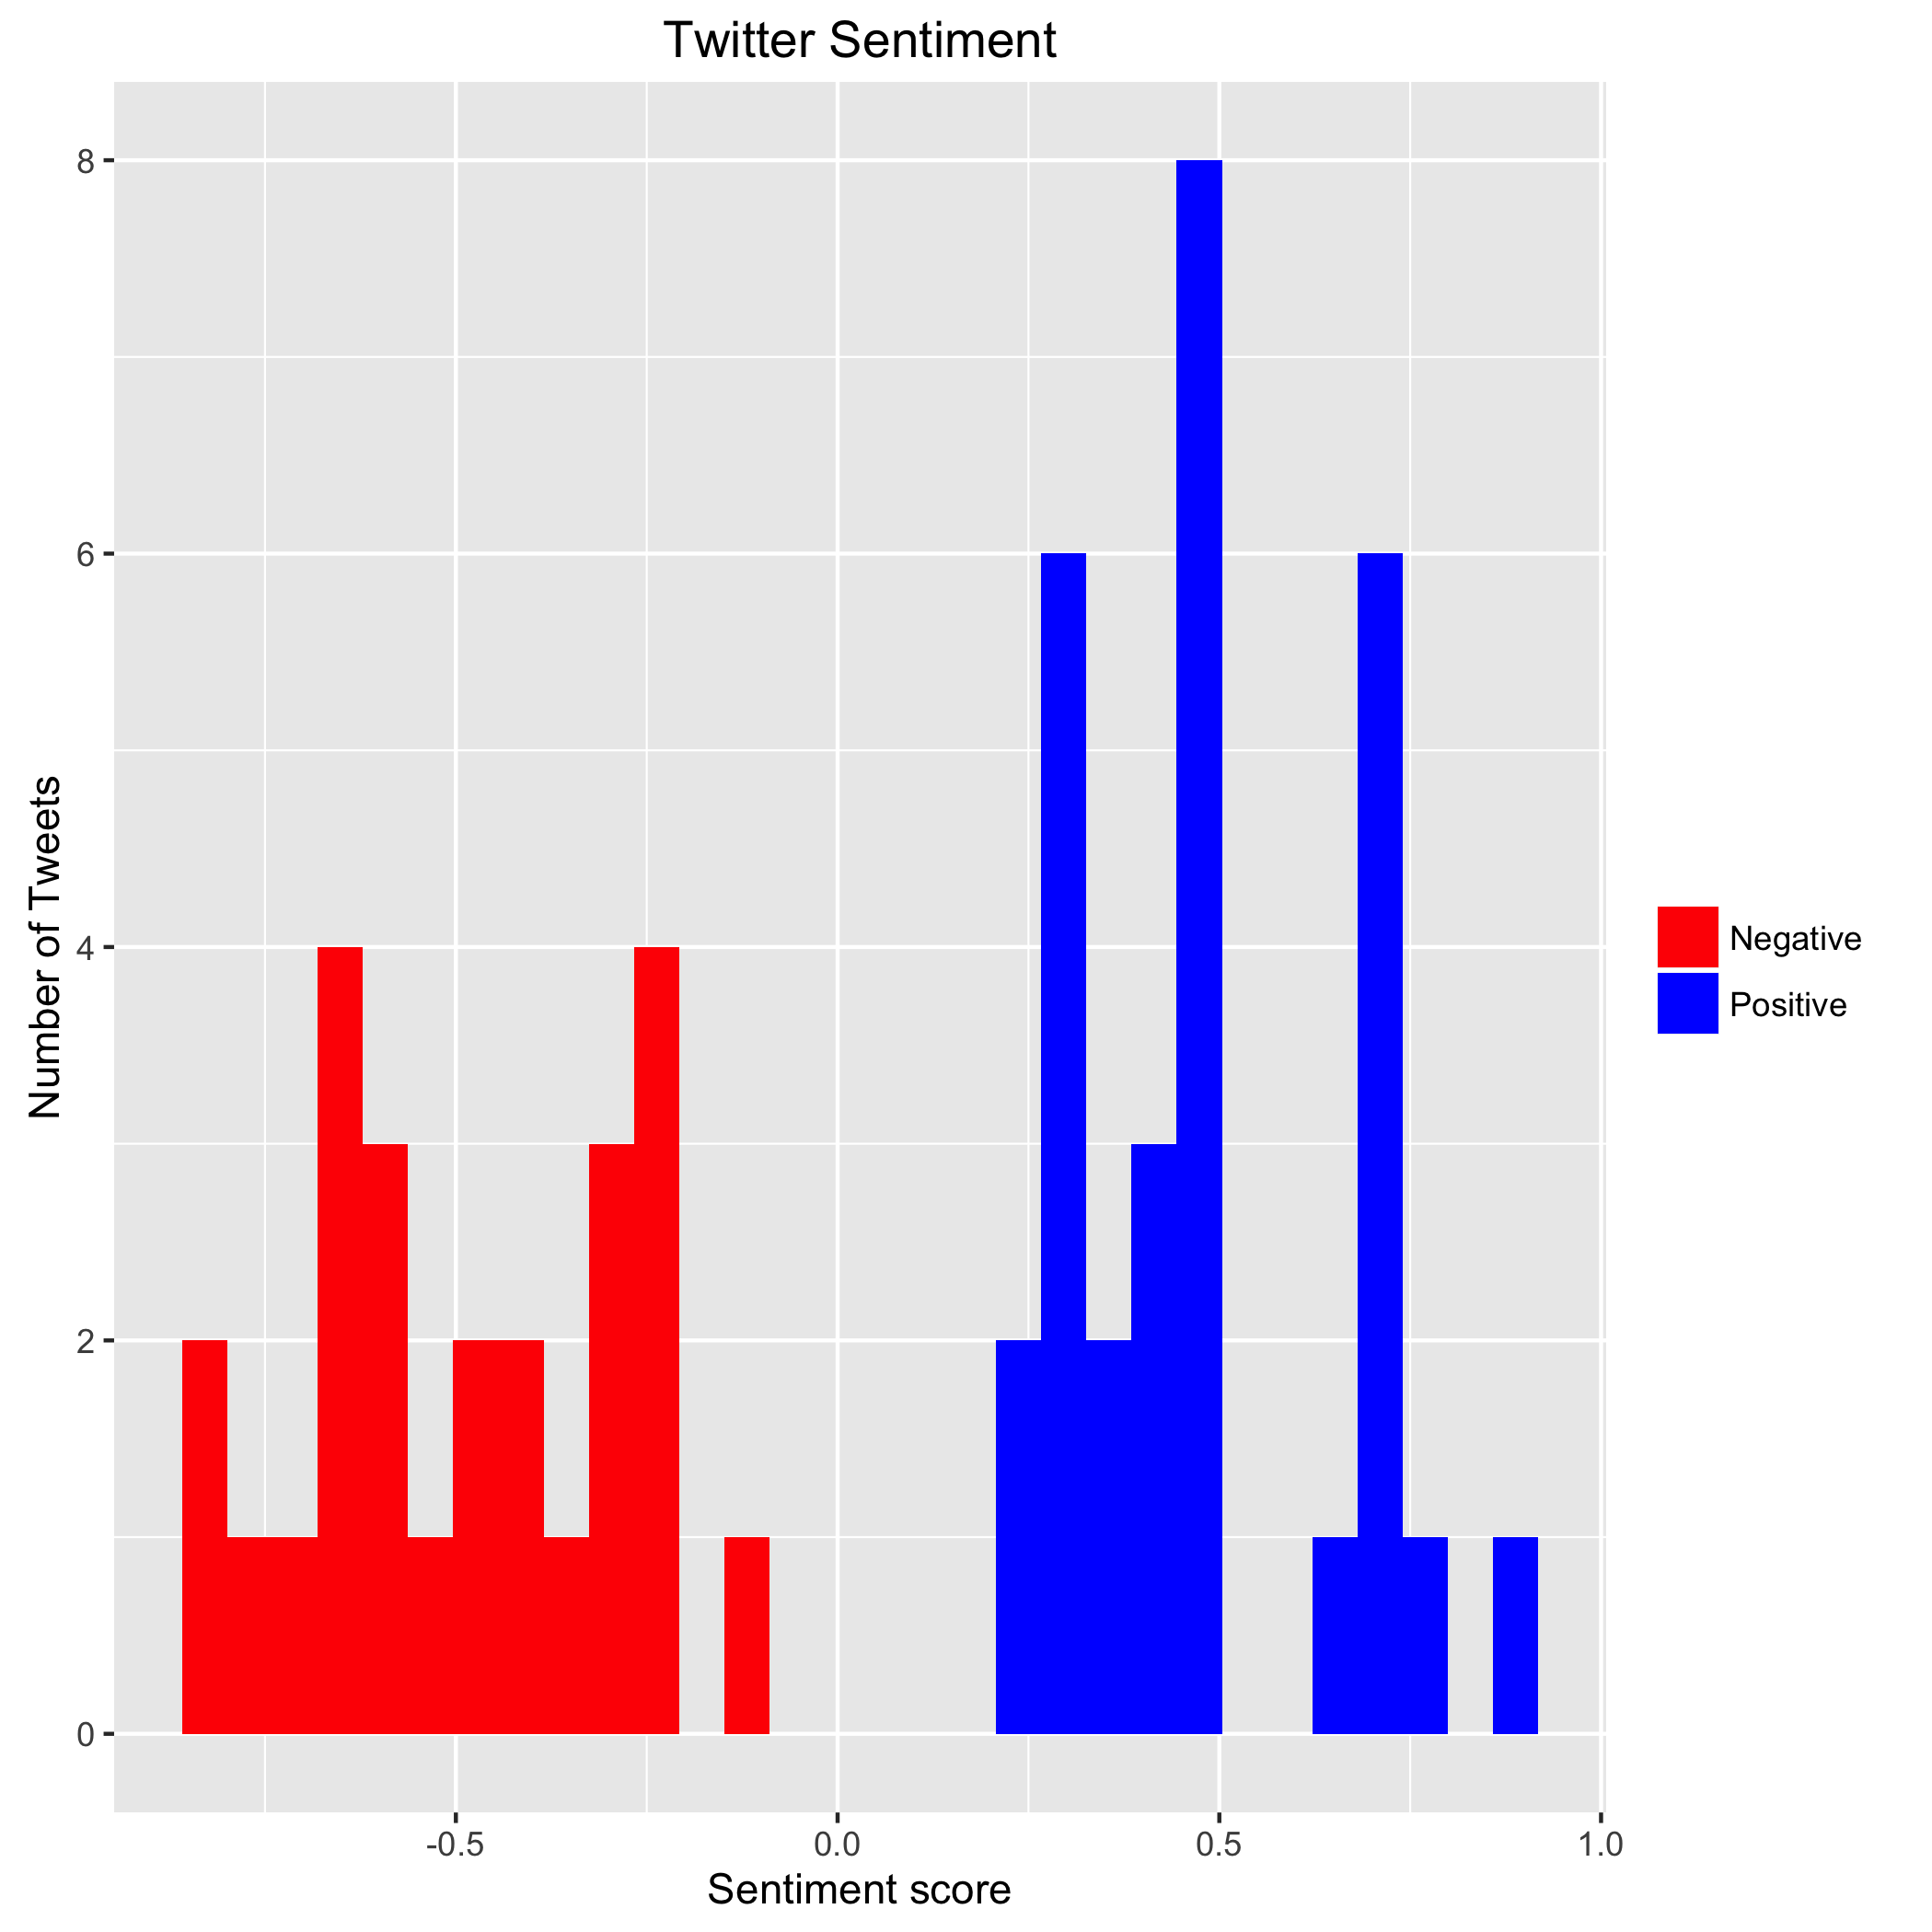 Twitter Sentiment
Number of Tweets
8
6
4
2
0
-0.5
0.0
0.5
1.0
Sentiment score
Negative
Positive